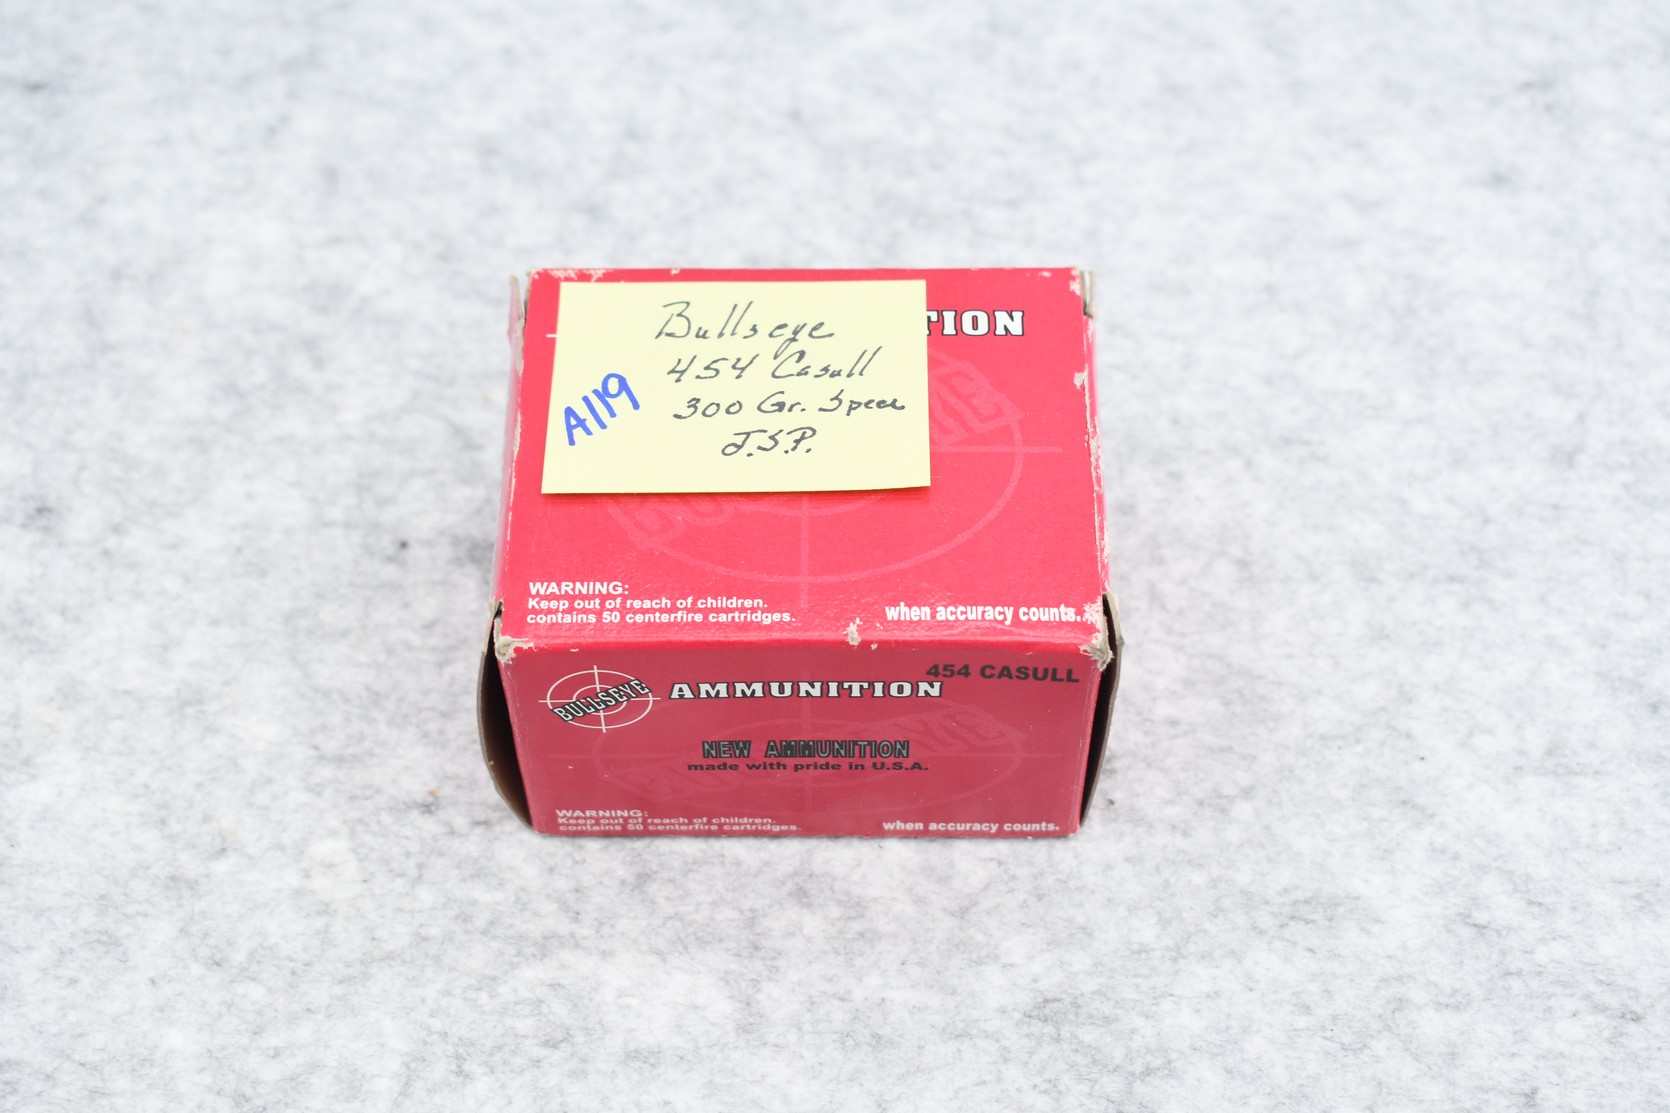 Bullseye
454 Casull
300 Gr. Speer
J.S.P.
A119
TION
WARNING:
Keep out of reach of children.
contains 50 centerfire cartridges.
when accuracy counts.
BULLSEYE
AMMUNITION
454 CASULL
NEW AMMUNITION
made with pride in U.S.A.
WARNING:
Keep out of reach of children.
contains 50 centerfire cartridges.
when accuracy counts.